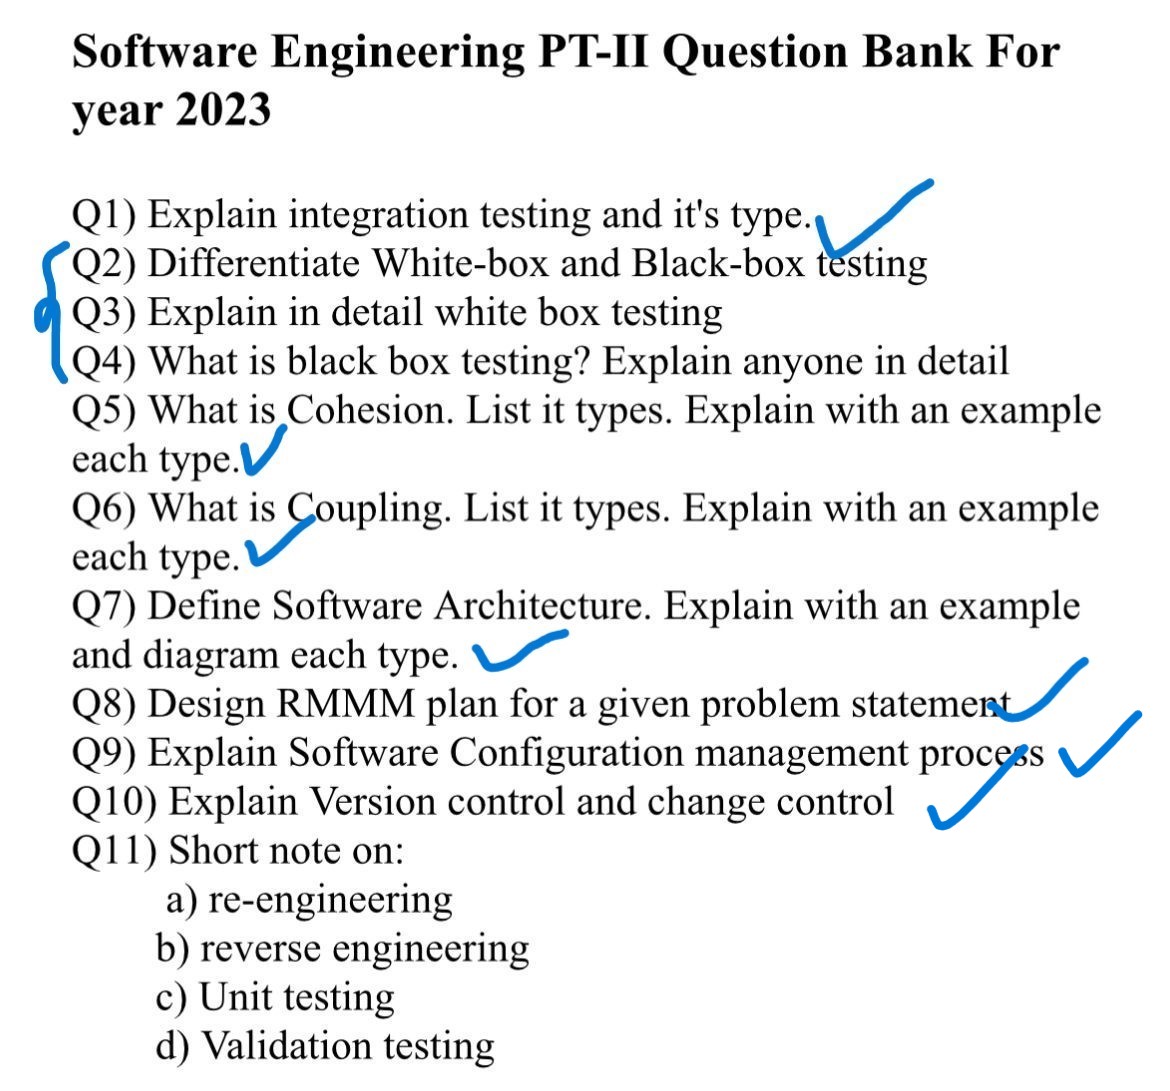 Software Engineering PT-II Question Bank For
year 2023
Q1) Explain integration testing and it's type.
Q2) Differentiate White-box and Black-box testing
Q3) Explain in detail white box testing
Q4) What is black box testing? Explain anyone in detail
Q5) What is Cohesion. List it types. Explain with an example
each type.
Q6) What is Coupling. List it types. Explain with an example
each type.
Q7) Define Software Architecture. Explain with an example
and diagram each type.
Q8) Design RMMM plan for a given problem statement
Q9) Explain Software Configuration management process
Q10) Explain Version control and change control
Q11) Short note on:
a) re-engineering
b) reverse engineering
c) Unit testing
d) Validation testing